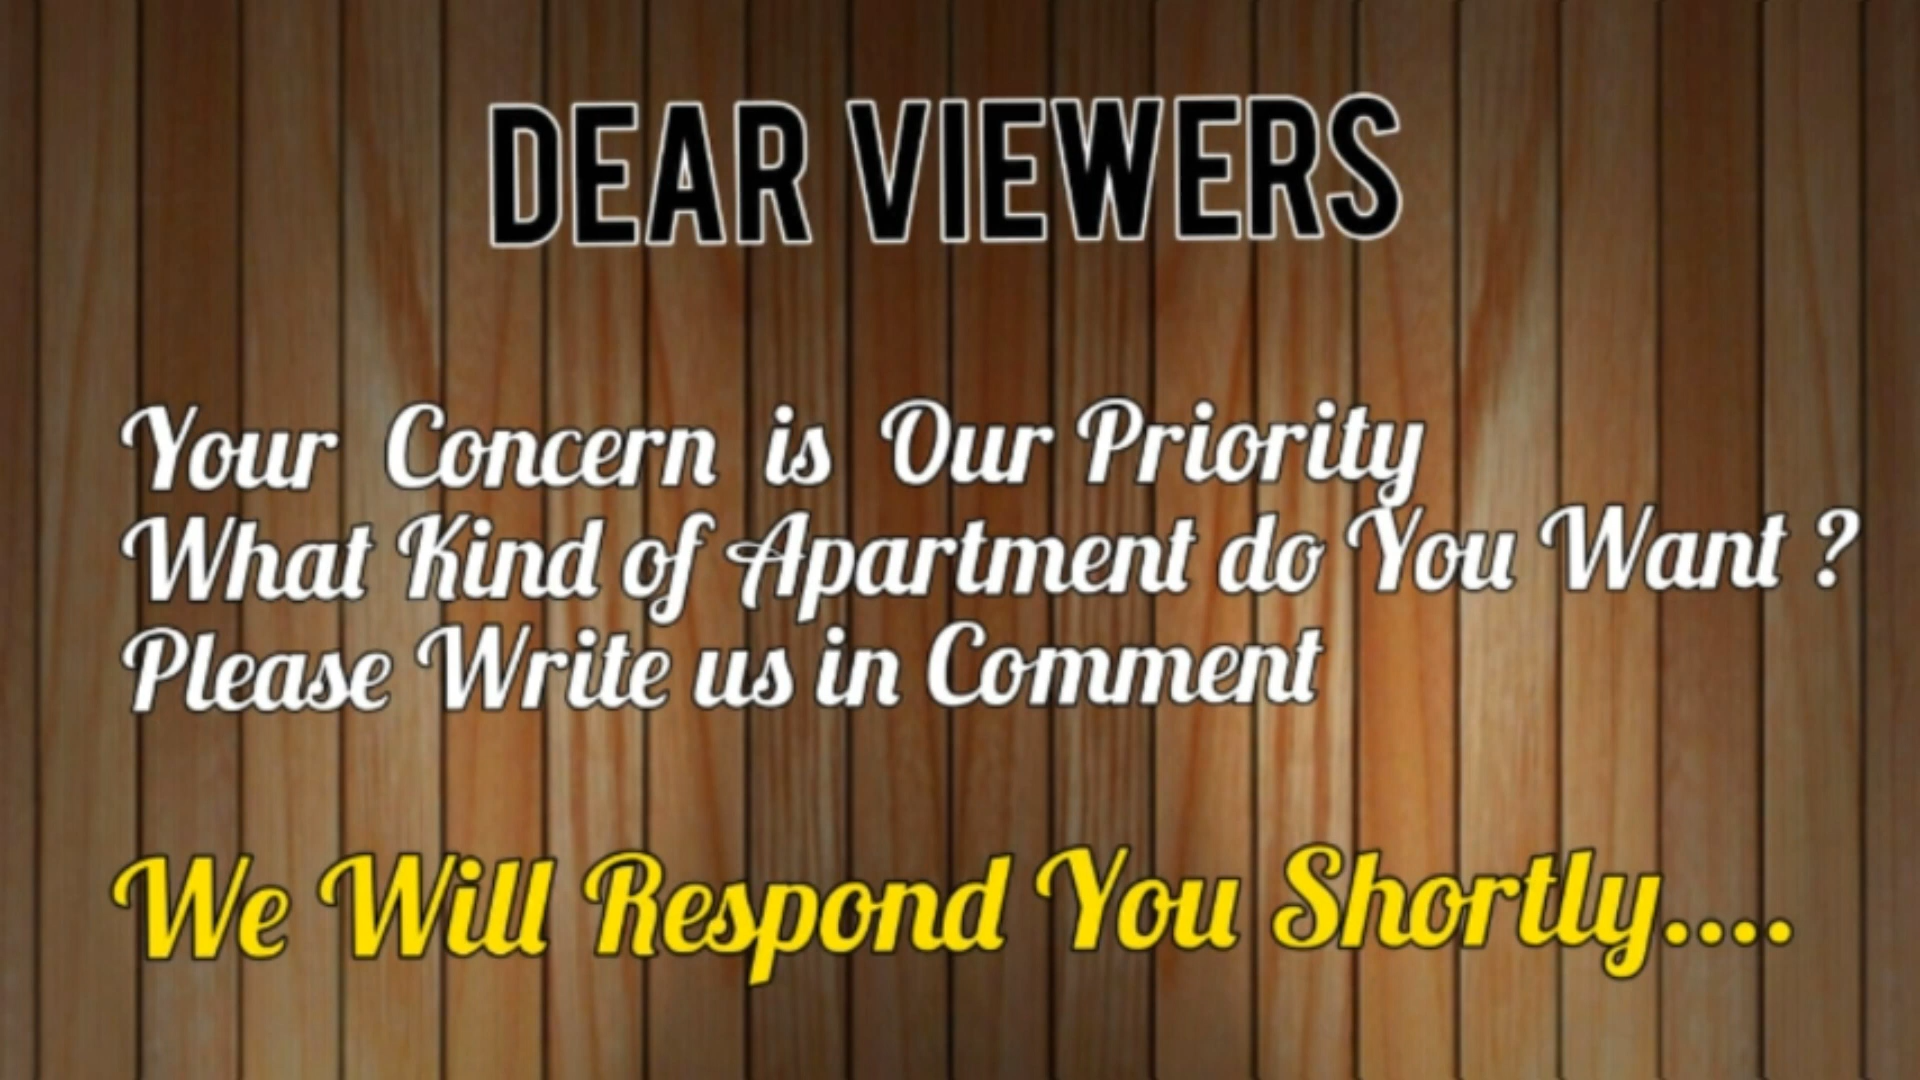 DEAR VIEWERS
Your Concern is Our Priority
What Kind of Apartment do You Want ?
Please Write us in Comment
We Will Respond You Shortly....